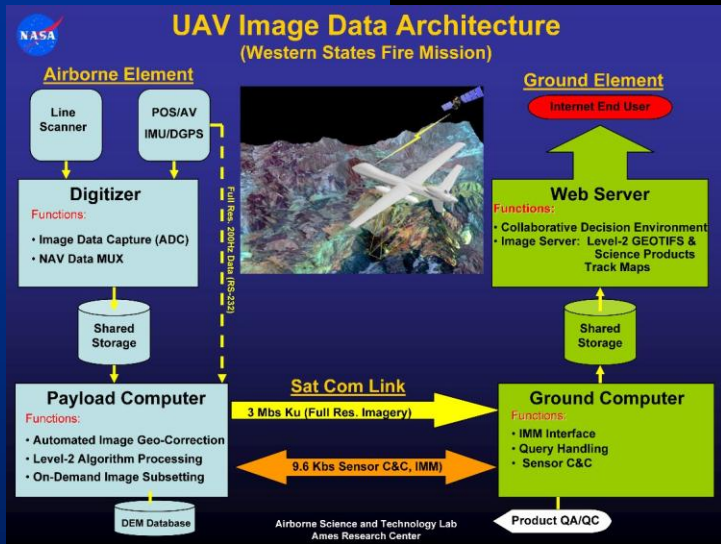 NASA
UAV Image Data Architecture
(Western States Fire Mission)
Airborne Element
Line
Scanner
POS/AV
IMU/DGPS
Digitizer
Functions:
• Image Data Capture (ADC)
• NAV Data MUX
Full Res. 200Hz Data (RS-232)
Shared
Storage
Payload Computer
Functions:
• Automated Image Geo-Correction
• Level-2 Algorithm Processing
• On-Demand Image Subsetting
DEM Database
Sat Com Link
3 Mbs Ku (Full Res. Imagery)
9.6 Kbs Sensor C&C, IMM)
Airborne Science and Technology Lab
Ames Research Center
Ground Element
Internet End User
Web Server
Functions:
• Collaborative Decision Environment
• Image Server: Level-2 GEOTIFS &
Science Products
Track Maps
Shared
Storage
Ground Computer
Functions:
• IMM Interface
• Query Handling
• Sensor C&C
Product QA/QC